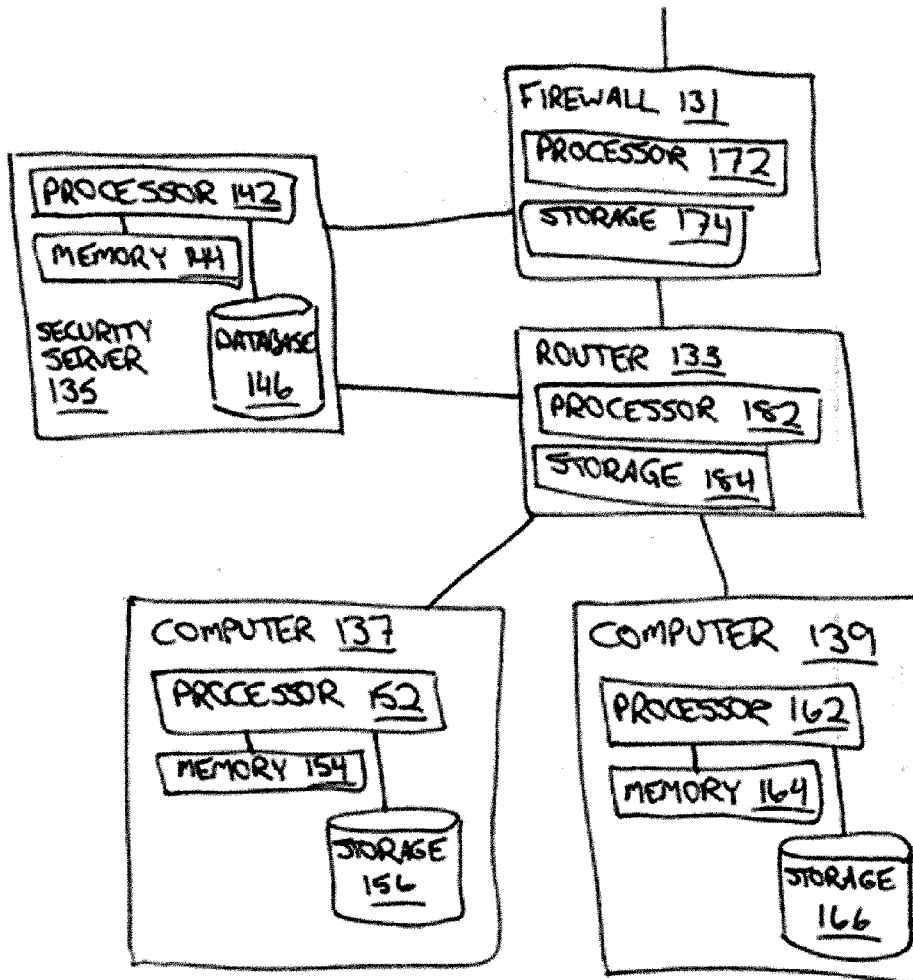 FIREWALL 131
PROCESSOR 172
STORAGE 174
PROCESSOR 142
MEMORY 144
SECURITY
SERVER
135
DATABASE
146
ROUTER 133
PROCESSOR 182
STORAGE 184
COMPUTER 137
PROCESSOR 152
MEMORY 154
STORAGE
156
COMPUTER 139
PROCESSOR 162
MEMORY 164
STORAGE
166